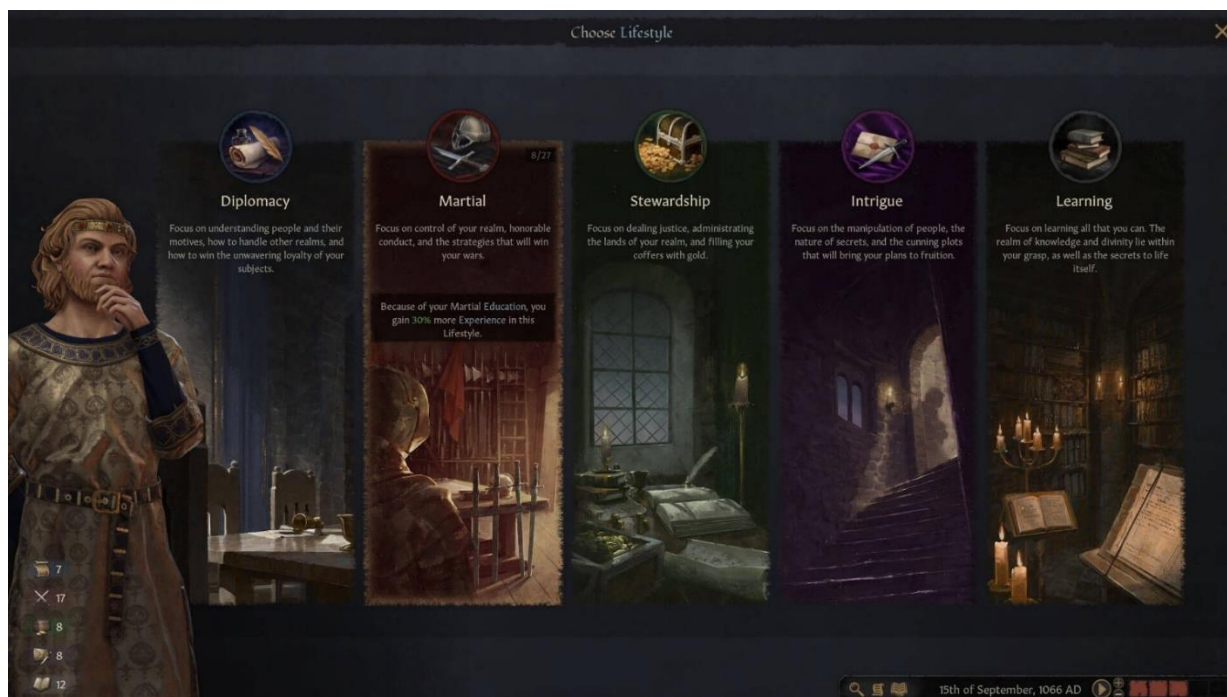 Choose Lifestyle
Diplomacy
Focus on understanding people and their
motives, how to handle other realms, and
how to win the unwavering loyalty of your
subjects.
8/27
Martial
Focus on control of your realm, honorable
conduct, and the strategies that will win
your wars.
Because of your Martial Education, you
gain 30% more Experience in this
Lifestyle.
Stewardship
Focus on dealing justice, administrating
the lands of your realm, and filling your
coffers with gold.
Intrigue
Focus on the manipulation of people, the
nature of secrets, and the cunning plots
that will bring your plans to fruition.
Learning
Focus on learning all that you can. The
realm of knowledge and divinity lie within
your grasp, as well as the secrets to life
itself.
7
17
8
8
12
15th of September, 1066 AD